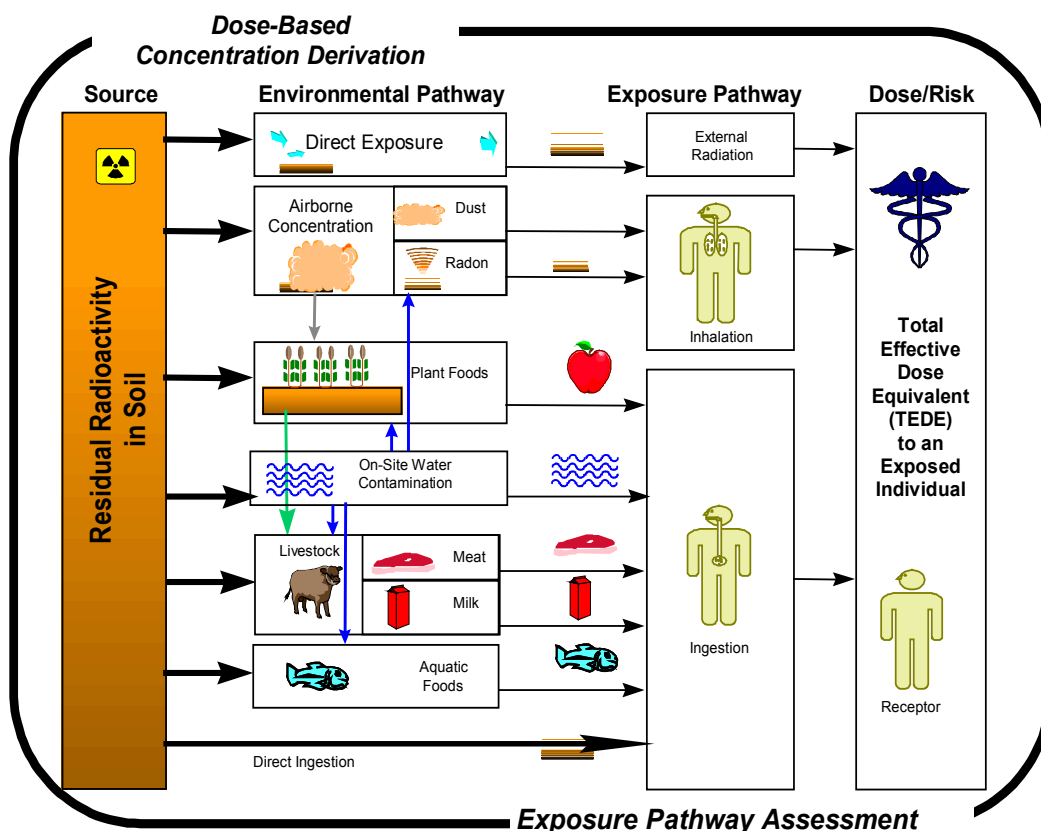 Dose-Based
Concentration Derivation
Source
Environmental Pathway
Exposure Pathway
Dose/Risk
Residual Radioactivity
in Soil
Direct Exposure
External
Radiation
Airborne
Concentration
Dust
Radon
Inhalation
Plant Foods
On-Site Water
Contamination
Livestock
Meat
Milk
Ingestion
Aquatic
Foods
Direct Ingestion
Total
Effective
Dose
Equivalent
(TEDE)
to an
Exposed
Individual
Receptor
Exposure Pathway Assessment